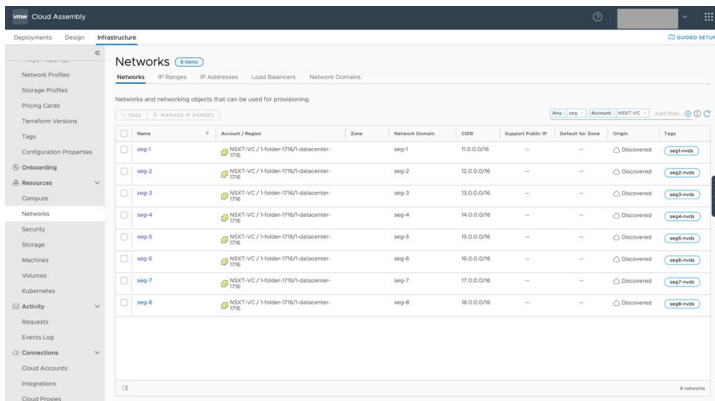 vmw Cloud Assembly
Deployments Design Infrastructure
GUIDED SETUP
Network Profiles
Storage Profiles
Pricing Cards
Terraform Versions
Tags
Configuration Properties
Onboarding
Resources
Compute
Networks
Security
Storage
Machines
Volumes
Kubernetes
Activity
Requests
Events Log
Connections
Cloud Accounts
Integrations
Cloud Proxies
Networks 8 items
Networks IP Ranges IP Addresses Load Balancers Network Domains
Networks and networking objects that can be used for provisioning.
TAGS MANAGE IP RANGES
Any : seg Account : NSXT-VC Add filter...
Name Account / Region Zone Network Domain CIDR Support Public IP Default for Zone Origin Tags
seg-1 NSXT-VC / 1-folder-1716/1-datacenter-1716 seg-1 11.0.0.0/16 -- -- Discovered seg1-nvds
seg-2 NSXT-VC / 1-folder-1716/1-datacenter-1716 seg-2 12.0.0.0/16 -- -- Discovered seg2-nvds
seg-3 NSXT-VC / 1-folder-1716/1-datacenter-1716 seg-3 13.0.0.0/16 -- -- Discovered seg3-nvds
seg-4 NSXT-VC / 1-folder-1716/1-datacenter-1716 seg-4 14.0.0.0/16 -- -- Discovered seg4-nvds
seg-5 NSXT-VC / 1-folder-1716/1-datacenter-1716 seg-5 15.0.0.0/16 -- -- Discovered seg5-nvds
seg-6 NSXT-VC / 1-folder-1716/1-datacenter-1716 seg-6 16.0.0.0/16 -- -- Discovered seg6-nvds
seg-7 NSXT-VC / 1-folder-1716/1-datacenter-1716 seg-7 17.0.0.0/16 -- -- Discovered seg7-nvds
seg-8 NSXT-VC / 1-folder-1716/1-datacenter-1716 seg-8 18.0.0.0/16 -- -- Discovered seg8-nvds
8 networks